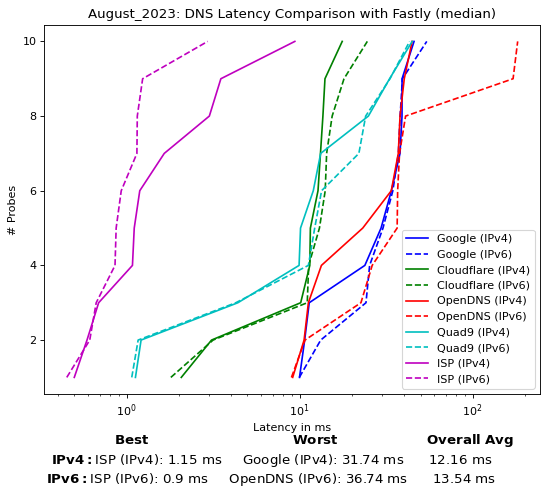 August_2023: DNS Latency Comparison with Fastly (median)
10
8
6
4
2
# Probes
Google (IPv4)
Google (IPv6)
Cloudflare (IPv4)
Cloudflare (IPv6)
OpenDNS (IPv4)
OpenDNS (IPv6)
Quad9 (IPv4)
Quad9 (IPv6)
ISP (IPv4)
ISP (IPv6)
10⁰ 10¹ 10²
Latency in ms
Best Worst Overall Avg
IPv4: ISP (IPv4): 1.15 ms Google (IPv4): 31.74 ms 12.16 ms
IPv6: ISP (IPv6): 0.9 ms OpenDNS (IPv6): 36.74 ms 13.54 ms